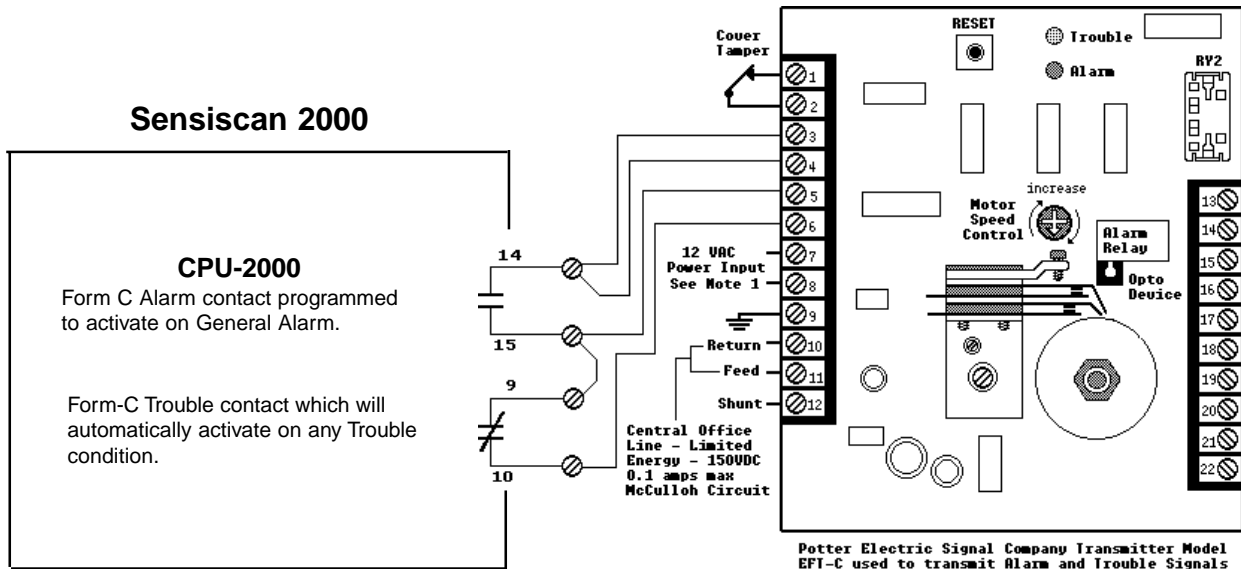 Sensiscan 2000
CPU-2000
Form C Alarm contact programmed
to activate on General Alarm.
Form-C Trouble contact which will
automatically activate on any Trouble
condition.
14
15
9
10
Cover
Tamper
1
2
3
4
5
6
7
8
9
10
11
12
12 VAC
Power Input
See Note 1
Return
Feed
Shunt
Central Office
Line - Limited
Energy - 150VDC
0.1 amps max
McCulloh Circuit
RESET
Trouble
Alarm
RY2
increase
Motor
Speed
Control
Alarm
Relay
Opto
Device
13
14
15
16
17
18
19
20
21
22
Potter Electric Signal Company Transmitter Model
EFT-C used to transmit Alarm and Trouble Signals